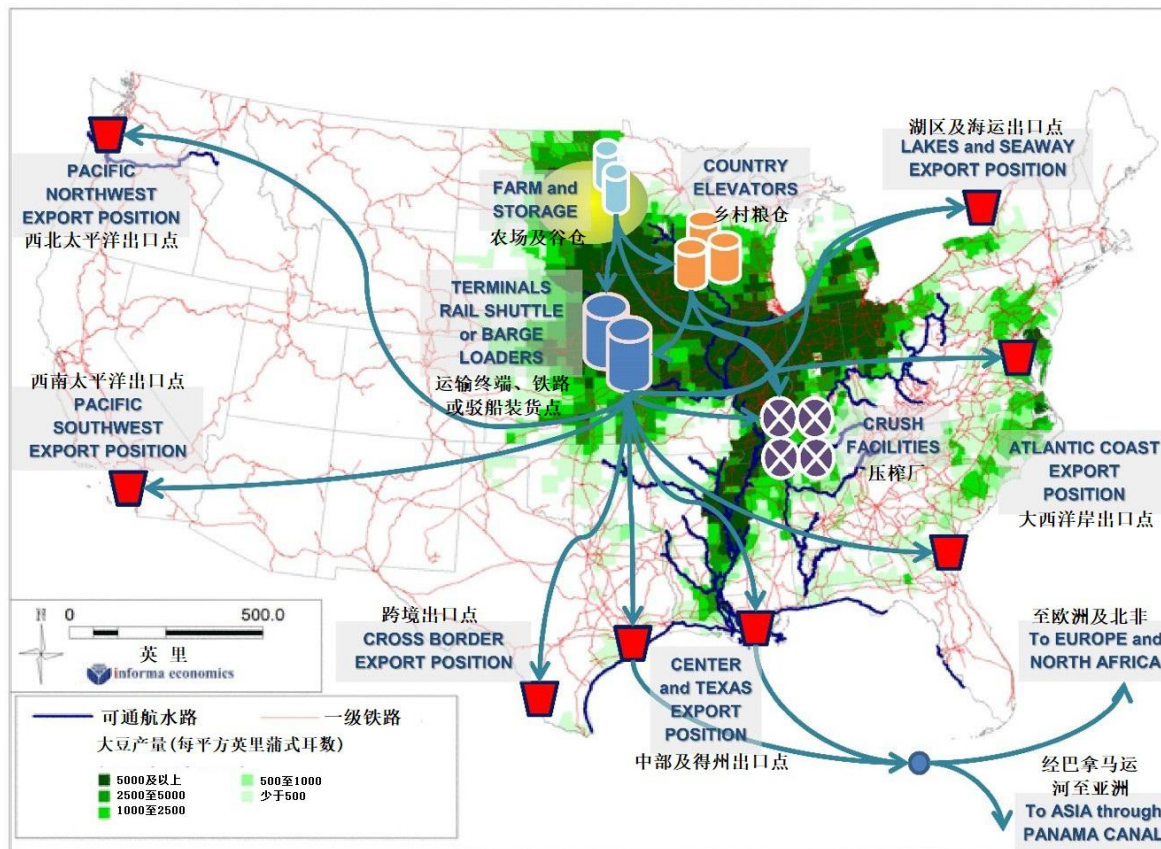 湖区及海运出口点
LAKES and SEAWAY
EXPORT POSITION
PACIFIC
NORTHWEST
EXPORT POSITION
西北太平洋出口点
FARM and
STORAGE
农场及谷仓
COUNTRY
ELEVATORS
乡村粮仓
TERMINALS
RAIL SHUTTLE
or BARGE
LOADERS
运输终端、铁路
或驳船装货点
西南太平洋出口点
PACIFIC
SOUTHWEST
EXPORT POSITION
CRUSH
FACILITIES
压榨厂
ATLANTIC COAST
EXPORT
POSITION
大西洋岸出口点
跨境出口点
CROSS BORDER
EXPORT POSITION
CENTER
and TEXAS
EXPORT
POSITION
中部及得州出口点
至欧洲及北非
To EUROPE and
NORTH AFRICA
经巴拿马运
河至亚洲
To ASIA through
PANAMA CANAL
N
0 500.0
英 里
informa economics
可通航水路 一级铁路
大豆产量(每平方英里蒲式耳数)
5000及以上 500至1000
2500至5000 少于500
1000至2500